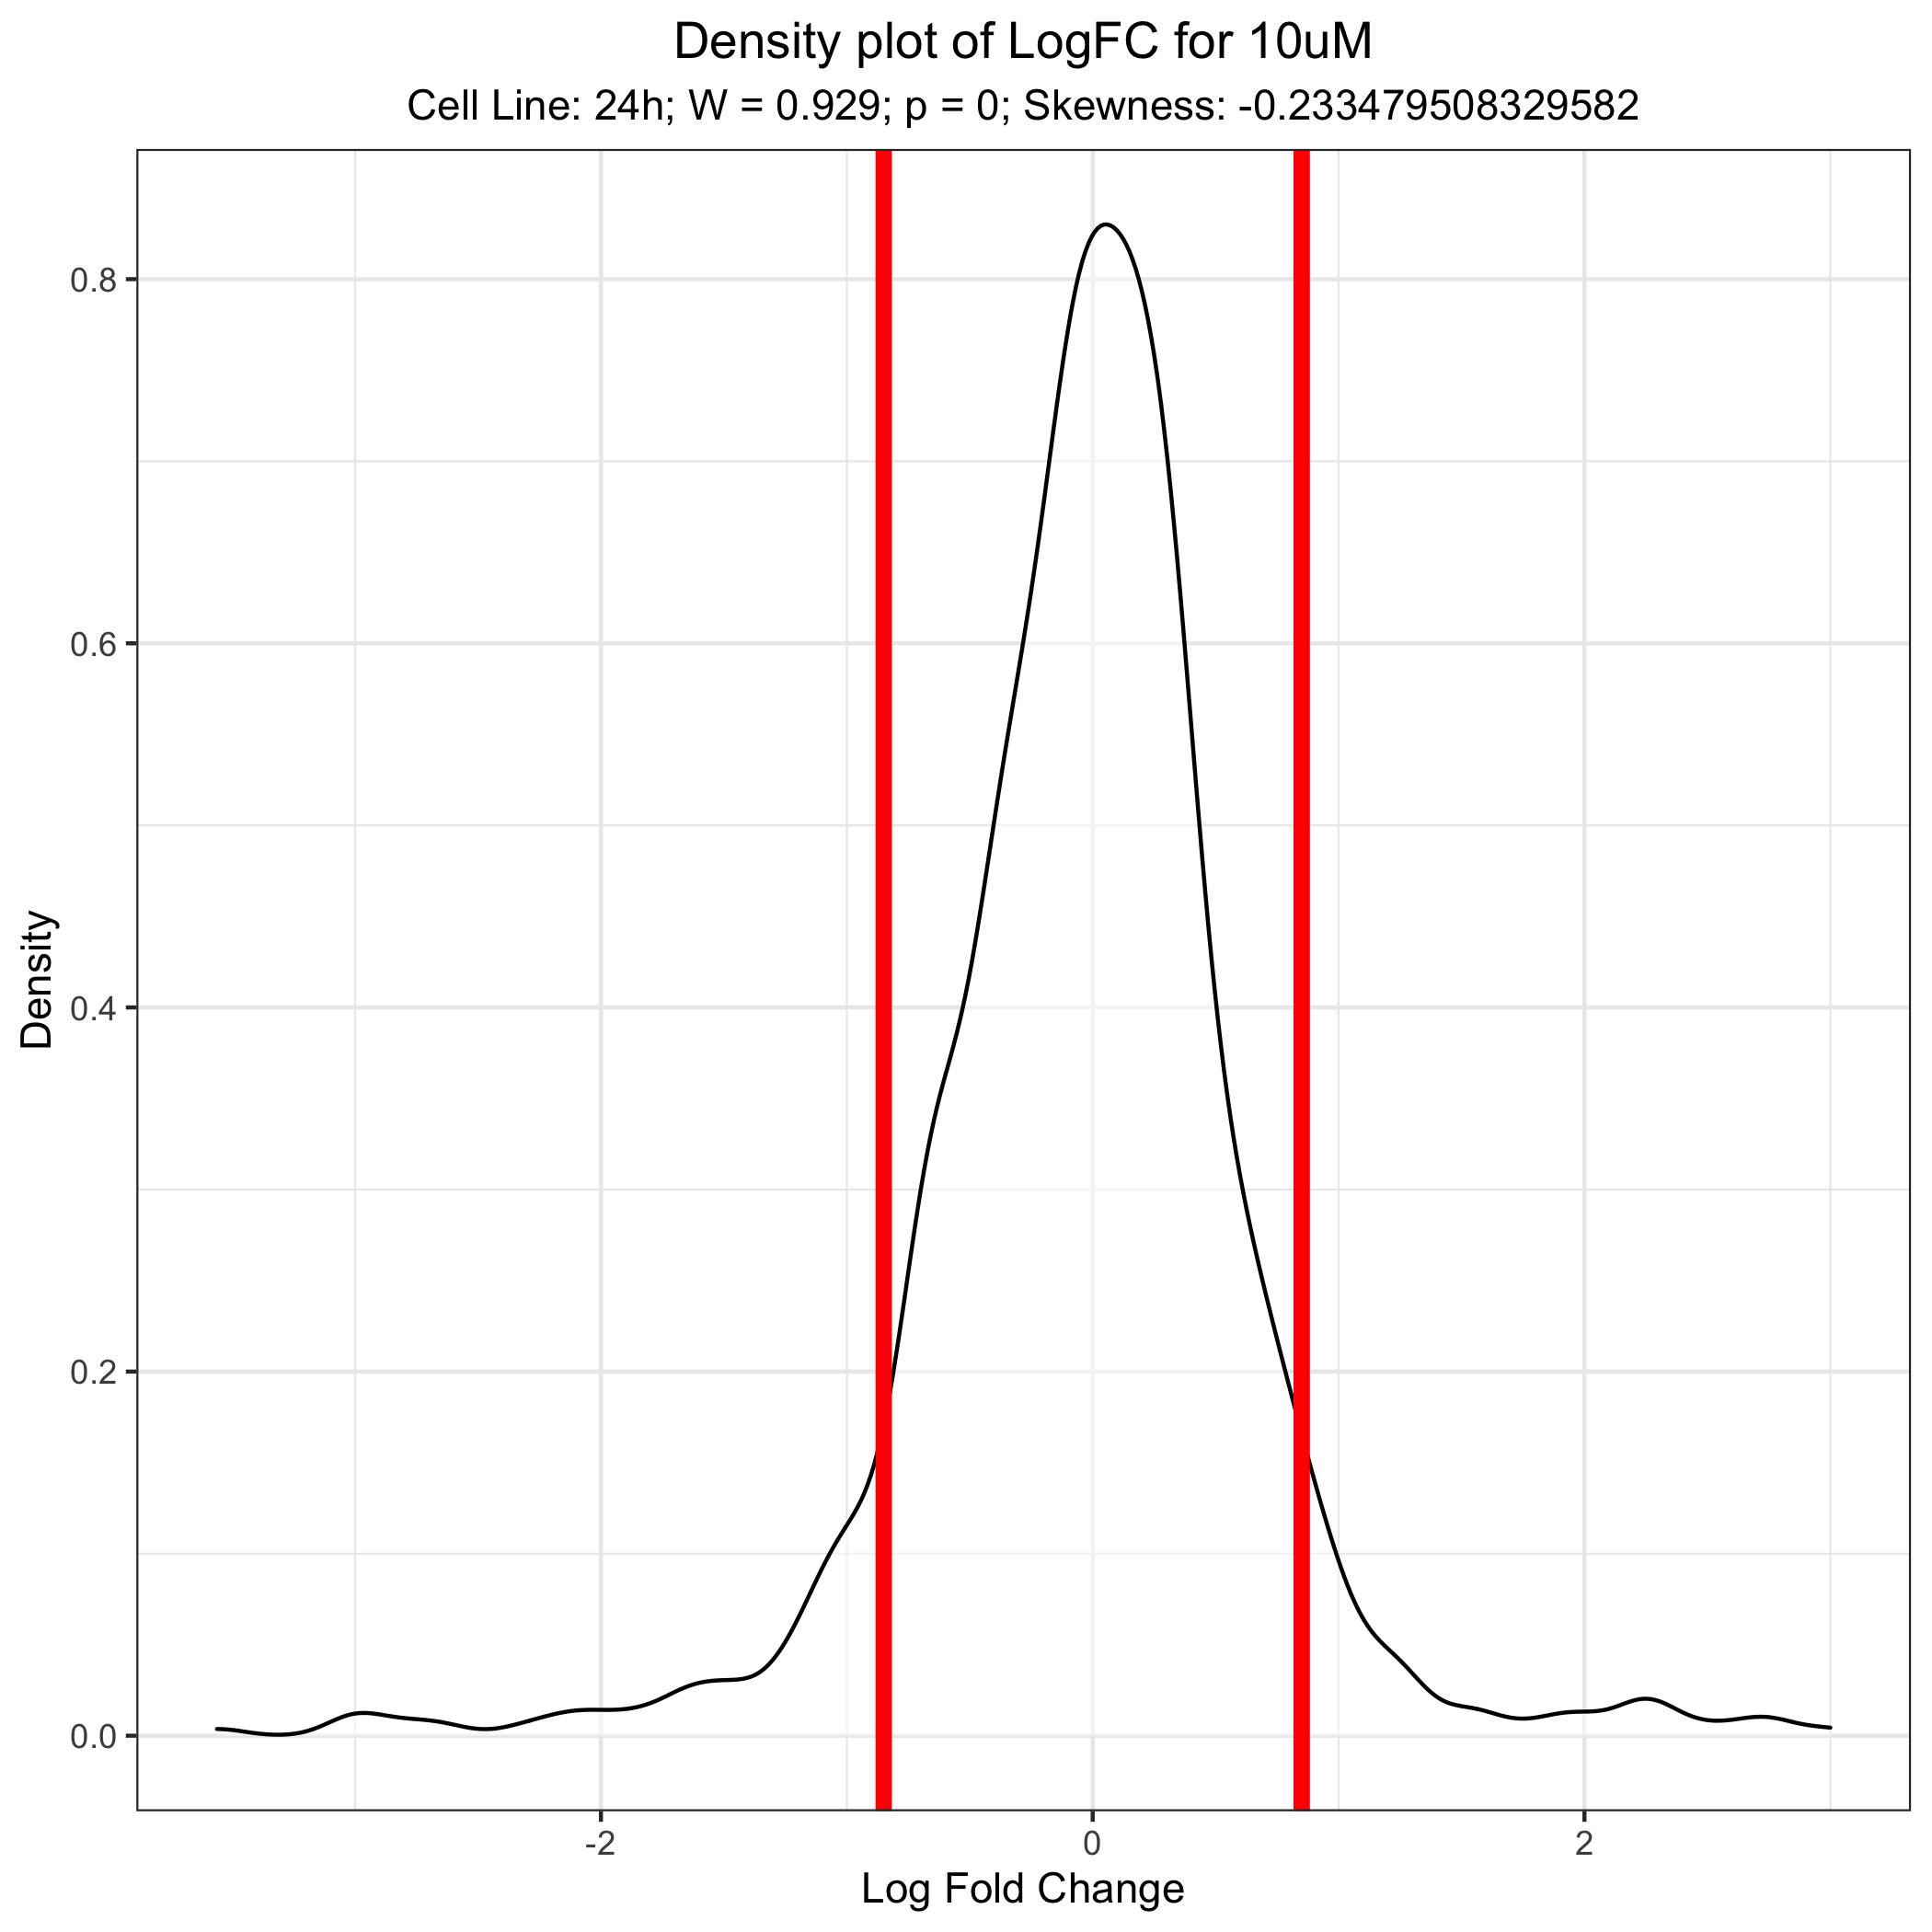 Density plot of LogFC for 10uM
Cell Line: 24h; W = 0.929; p = 0; Skewness: -0.233479508329582
0.8
0.6
0.4
0.2
0.0
Density
-2 0 2
Log Fold Change